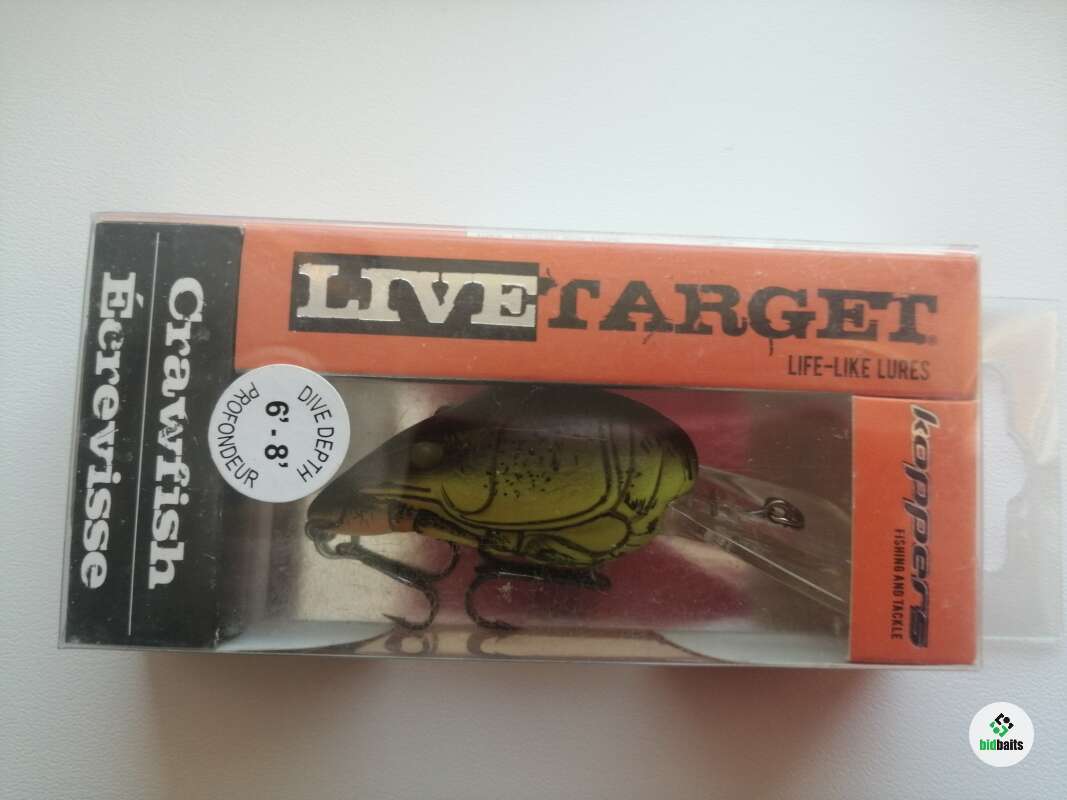 LIVETARGET
LIFE-LIKE LURES
Crawfish
Écrevisse
DIVE DEPTH
6' - 8'
PROFONDEUR
koppers
FISHING AND TACKLE
bidbaits